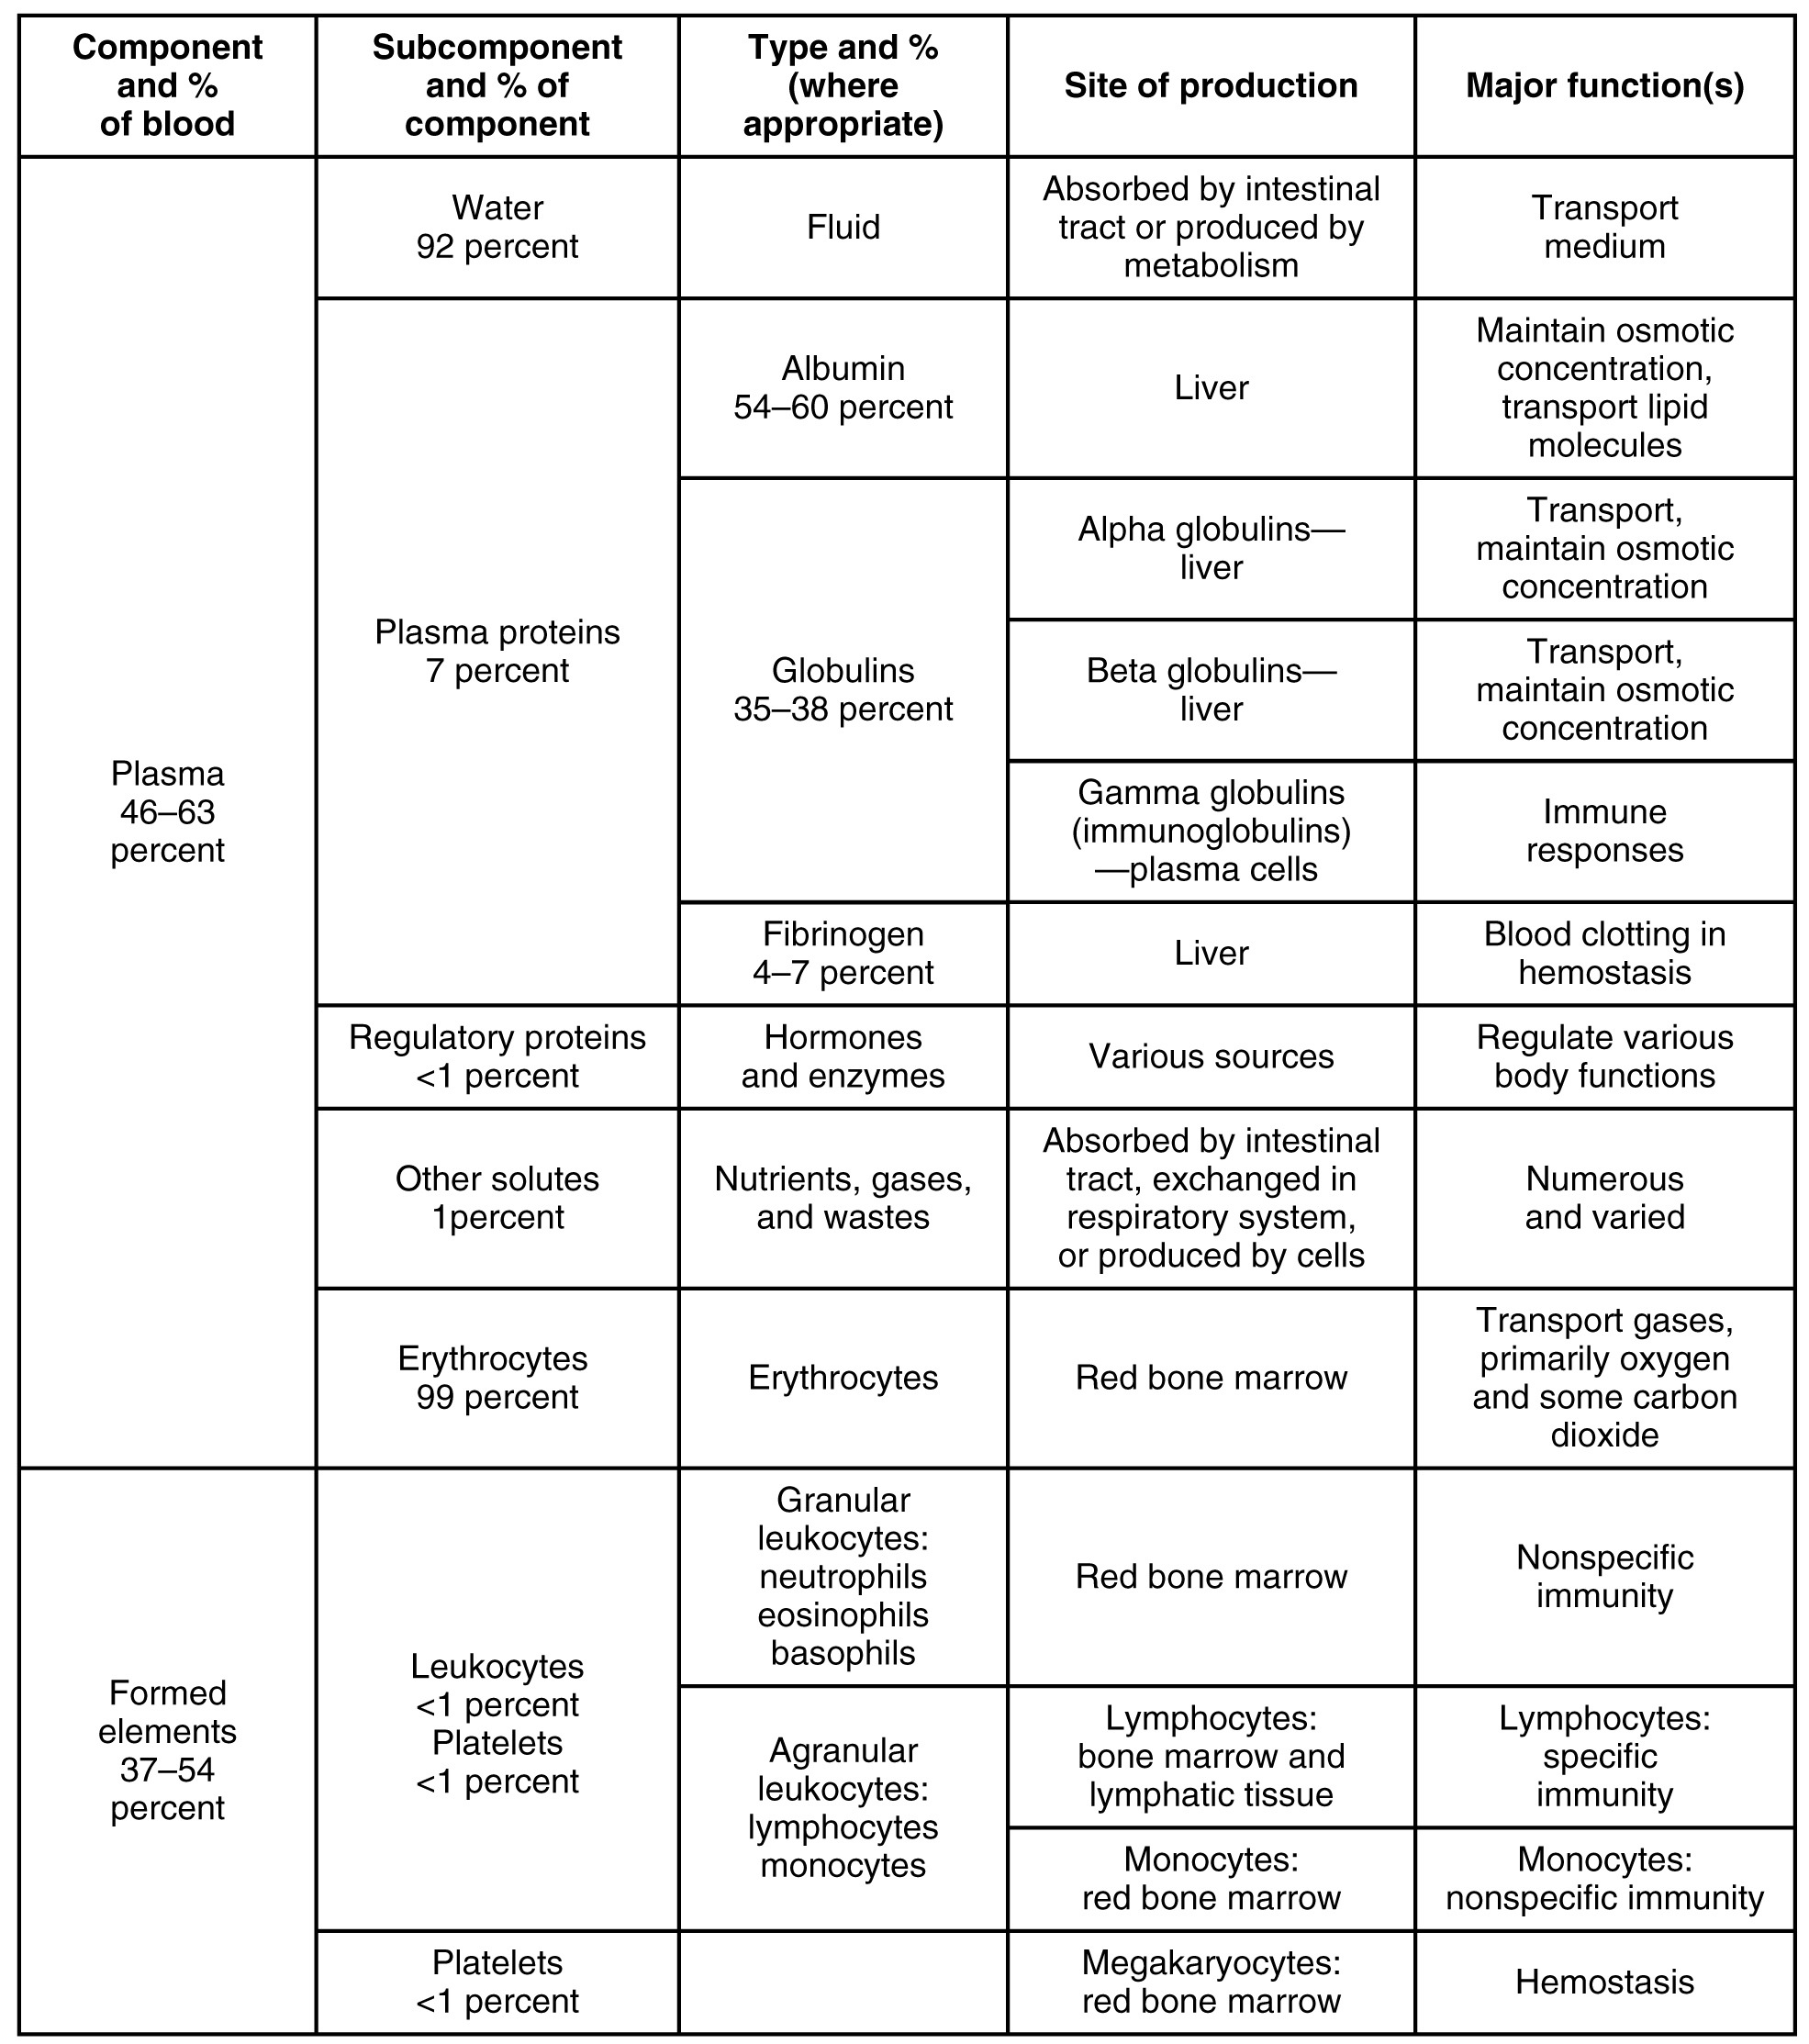 Component
and %
of blood
Subcomponent
and % of
component
Type and %
(where
appropriate)
Site of production
Major function(s)
Plasma
46–63
percent
Water
92 percent
Fluid
Absorbed by intestinal
tract or produced by
metabolism
Transport
medium
Plasma proteins
7 percent
Albumin
54–60 percent
Liver
Maintain osmotic
concentration,
transport lipid
molecules
Globulins
35–38 percent
Alpha globulins—
liver
Transport,
maintain osmotic
concentration
Beta globulins—
liver
Transport,
maintain osmotic
concentration
Gamma globulins
(immunoglobulins)
—plasma cells
Immune
responses
Fibrinogen
4–7 percent
Liver
Blood clotting in
hemostasis
Regulatory proteins
<1 percent
Hormones
and enzymes
Various sources
Regulate various
body functions
Other solutes
1percent
Nutrients, gases,
and wastes
Absorbed by intestinal
tract, exchanged in
respiratory system,
or produced by cells
Numerous
and varied
Erythrocytes
99 percent
Erythrocytes
Red bone marrow
Transport gases,
primarily oxygen
and some carbon
dioxide
Formed
elements
37–54
percent
Leukocytes
<1 percent
Platelets
<1 percent
Granular
leukocytes:
neutrophils
eosinophils
basophils
Red bone marrow
Nonspecific
immunity
Agranular
leukocytes:
lymphocytes
monocytes
Lymphocytes:
bone marrow and
lymphatic tissue
Lymphocytes:
specific
immunity
Monocytes:
red bone marrow
Monocytes:
nonspecific immunity
Platelets
<1 percent
Megakaryocytes:
red bone marrow
Hemostasis